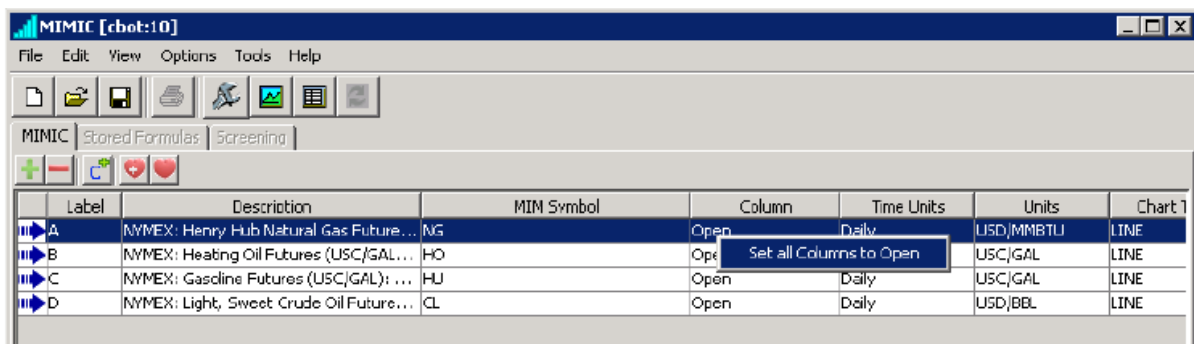 MIMIC [cbot:10]
File Edit View Options Tools Help
MIMIC Stored Formulas Screening
C
Label Description MIM Symbol Column Time Units Units Chart T
A NYMEX: Henry Hub Natural Gas Future... NG Open Daily USD/MMBTU LINE
B NYMEX: Heating Oil Futures (USC/GAL... HO Ope Set all Columns to Open USC/GAL LINE
C NYMEX: Gasoline Futures (USC/GAL): ... HU Open Daily USC/GAL LINE
D NYMEX: Light, Sweet Crude Oil Future... CL Open Daily USD/BBL LINE